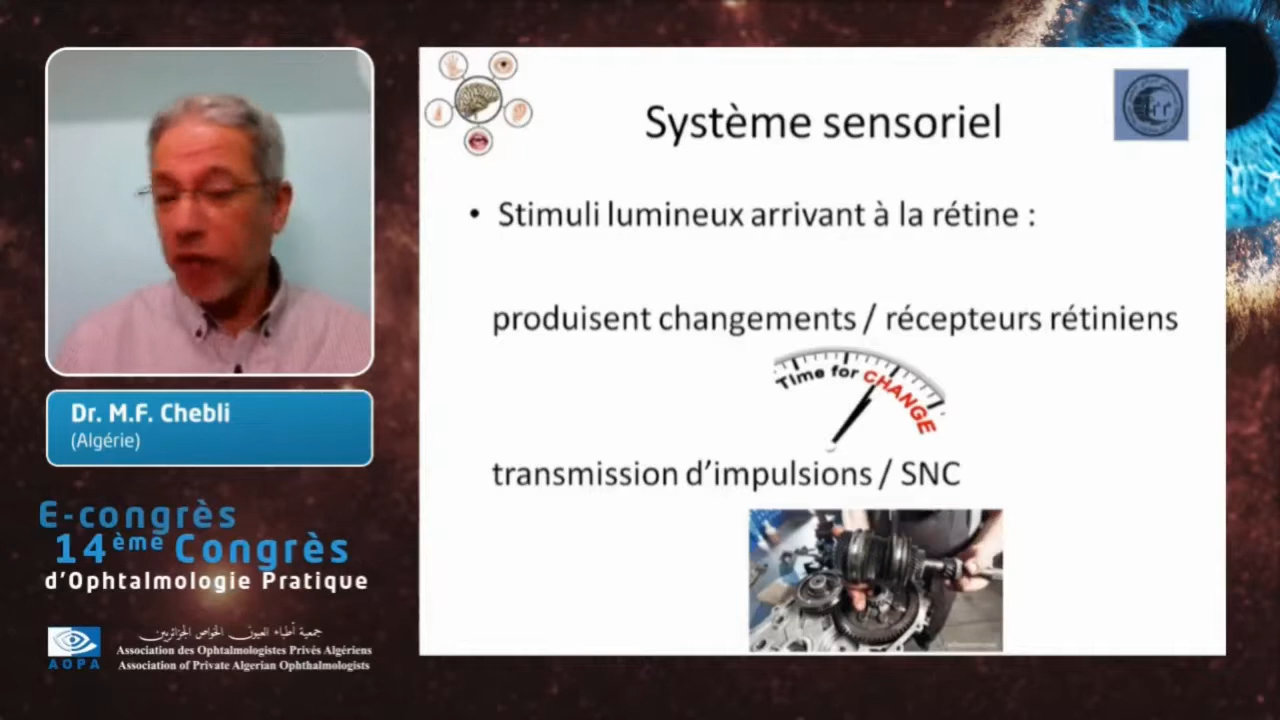 Système sensoriel
• Stimuli lumineux arrivant à la rétine :
produisent changements / récepteurs rétiniens
Time for CHANGE
transmission d’impulsions / SNC
Dr. M.F. Chebli
(Algérie)
E-congrès
14ème Congrès
d’Ophtalmologie Pratique
جمعية أطباء العيون الخواص الجزائريين
Association des Ophtalmologistes Privés Algériens
Association of Private Algerian Ophthalmologists
AOPA